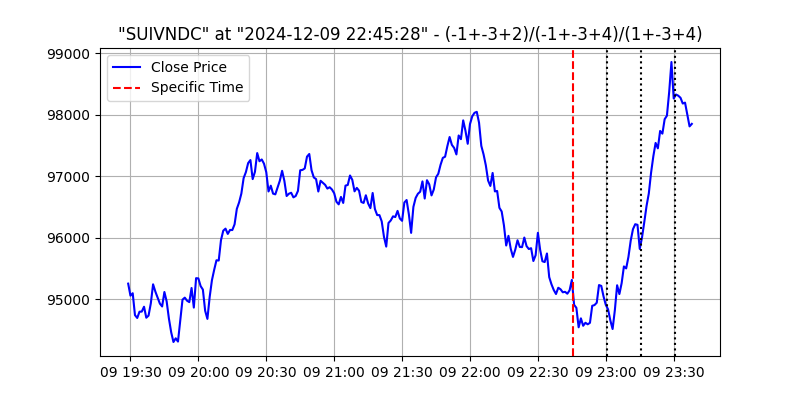 "SUIVNDC" at "2024-12-09 22:45:28" - (-1+-3+2)/(-1+-3+4)/(1+-3+4)
99000
98000
97000
96000
95000
Close Price
Specific Time
09 19:30 09 20:00 09 20:30 09 21:00 09 21:30 09 22:00 09 22:30 09 23:00 09 23:30